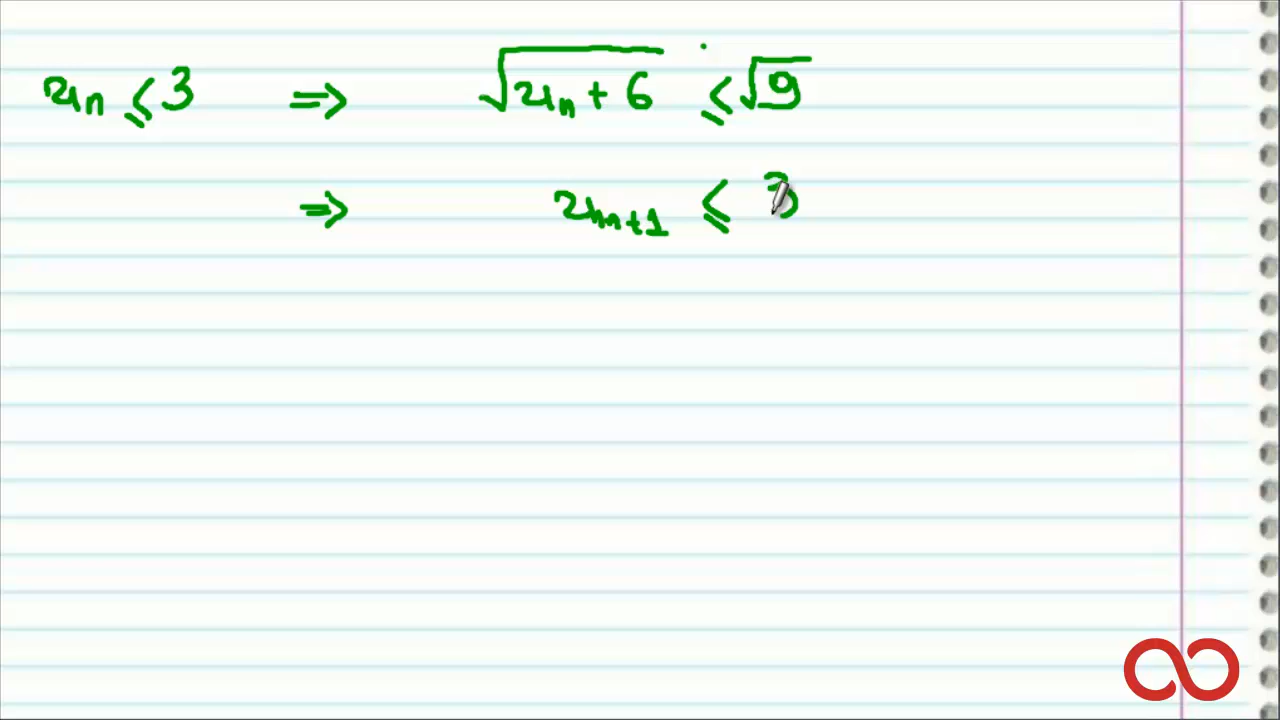 uₙ ≤ 3 ⇒ √(uₙ + 6) ≤ √9
⇒ uₙ₊₁ ≤ 3